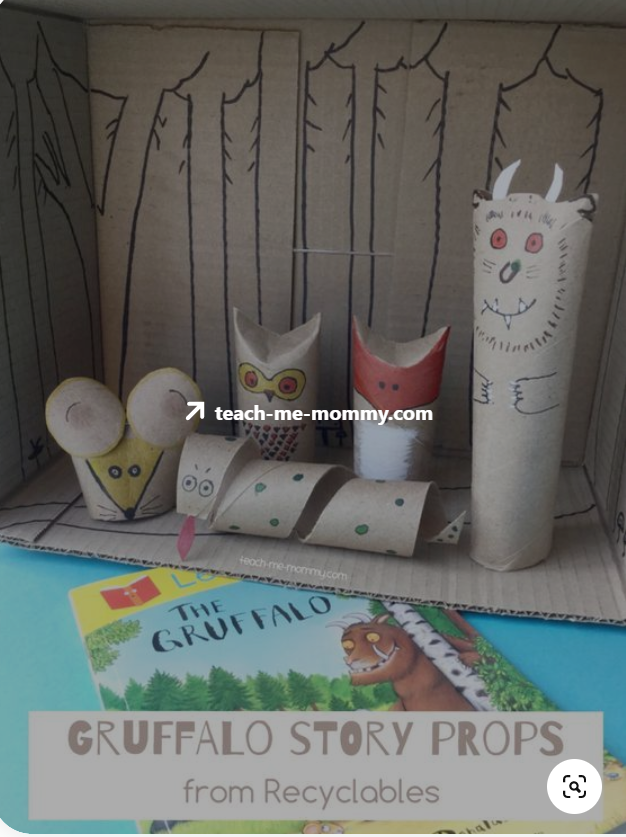 teach-me-mommy.com
teach-me-mommy.com
THE
GRUFFALO
GRUFFALO STORY PROPS
from Recyclables